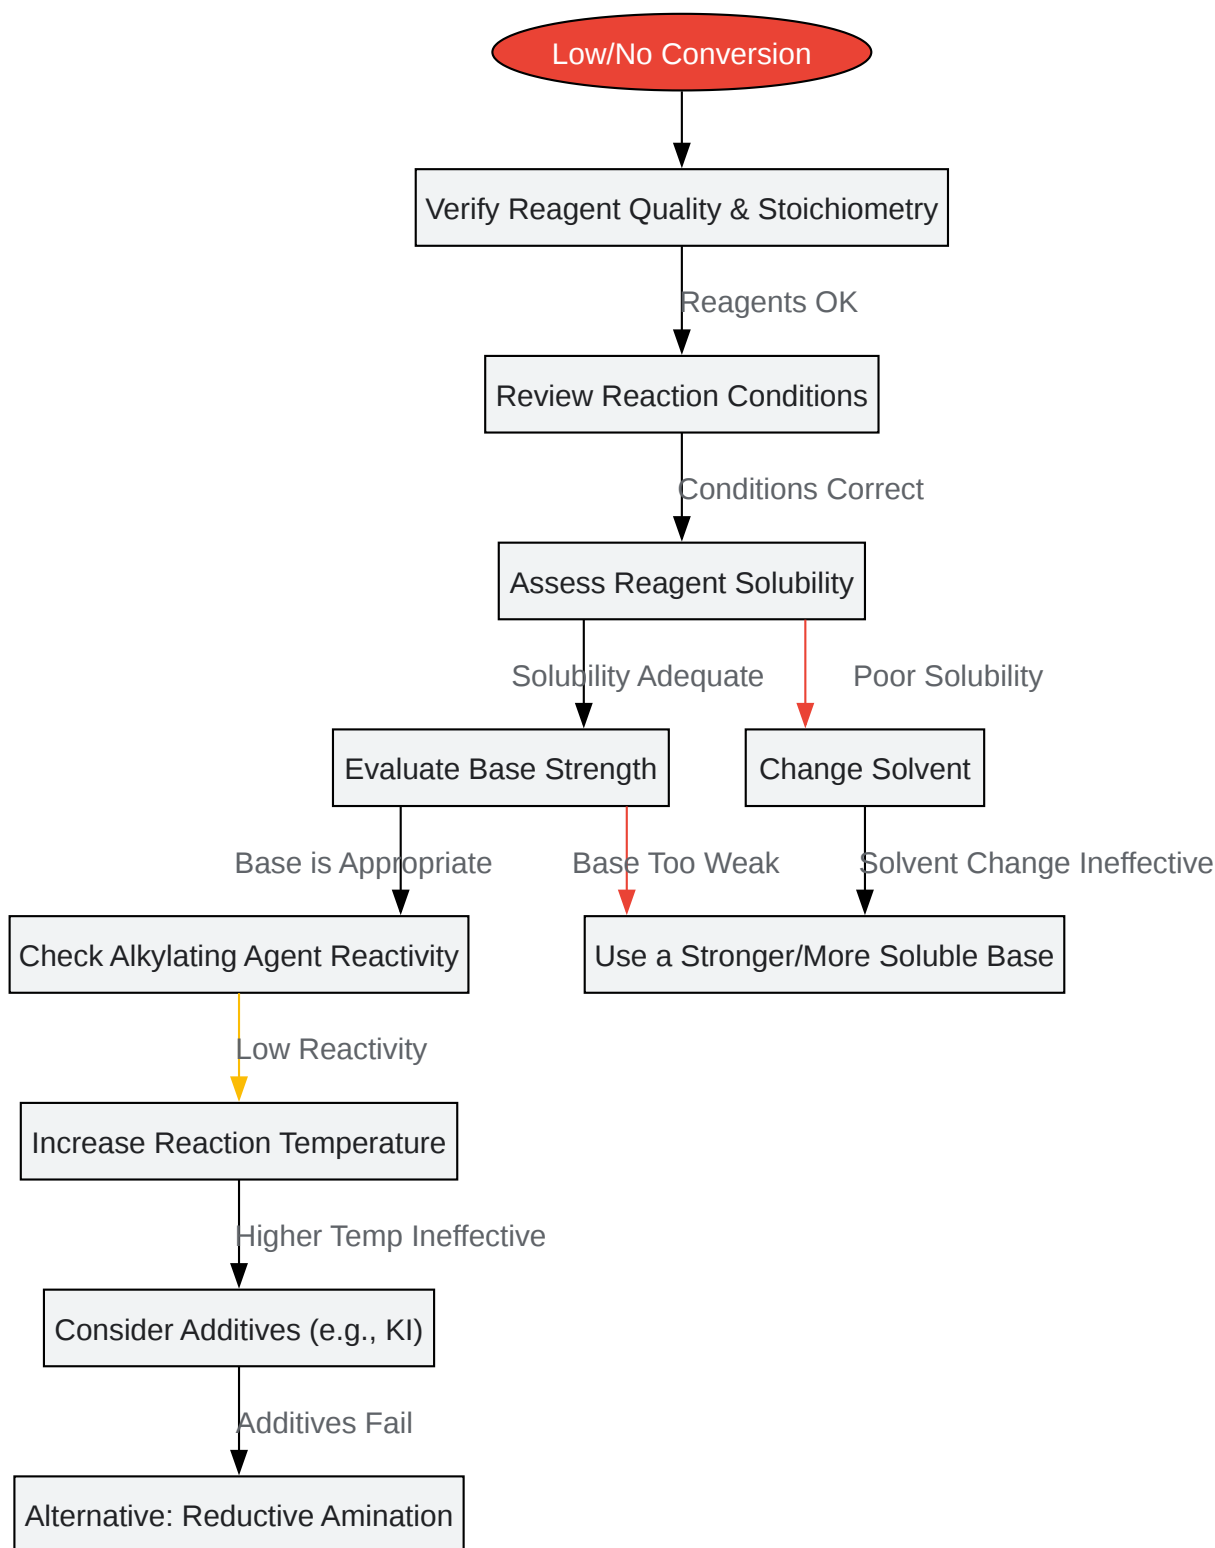 Low/No Conversion
Verify Reagent Quality & Stoichiometry
Reagents OK
Review Reaction Conditions
Conditions Correct
Assess Reagent Solubility
Solubility Adequate
Poor Solubility
Evaluate Base Strength
Change Solvent
Base is Appropriate
Base Too Weak
Solvent Change Ineffective
Check Alkylating Agent Reactivity
Use a Stronger/More Soluble Base
Low Reactivity
Increase Reaction Temperature
Higher Temp Ineffective
Consider Additives (e.g., KI)
Additives Fail
Alternative: Reductive Amination